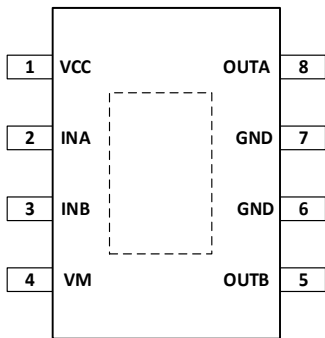 1 VCC OUTA 8
2 INA GND 7
3 INB GND 6
4 VM OUTB 5